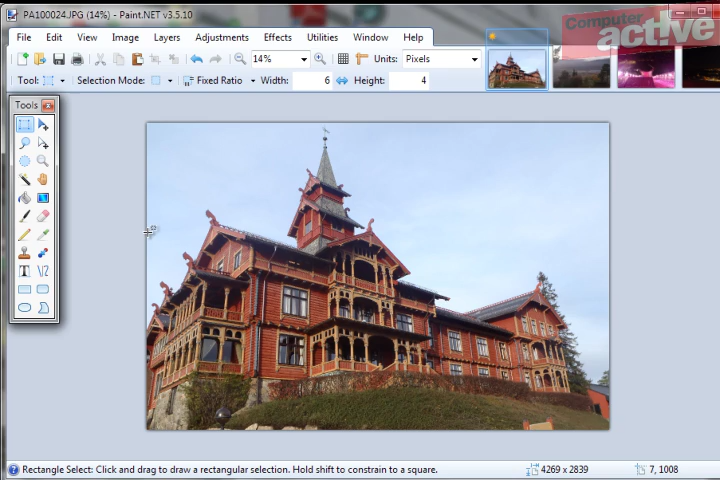 PA100024.JPG (14%) - Paint.NET v3.5.10
Computer
active
File Edit View Image Layers Adjustments Effects Utilities Window Help
14% Units: Pixels
Tool: Selection Mode: Fixed Ratio Width: 6 Height: 4
Tools
Rectangle Select: Click and drag to draw a rectangular selection. Hold shift to constrain to a square. 4269 x 2839 7, 1008